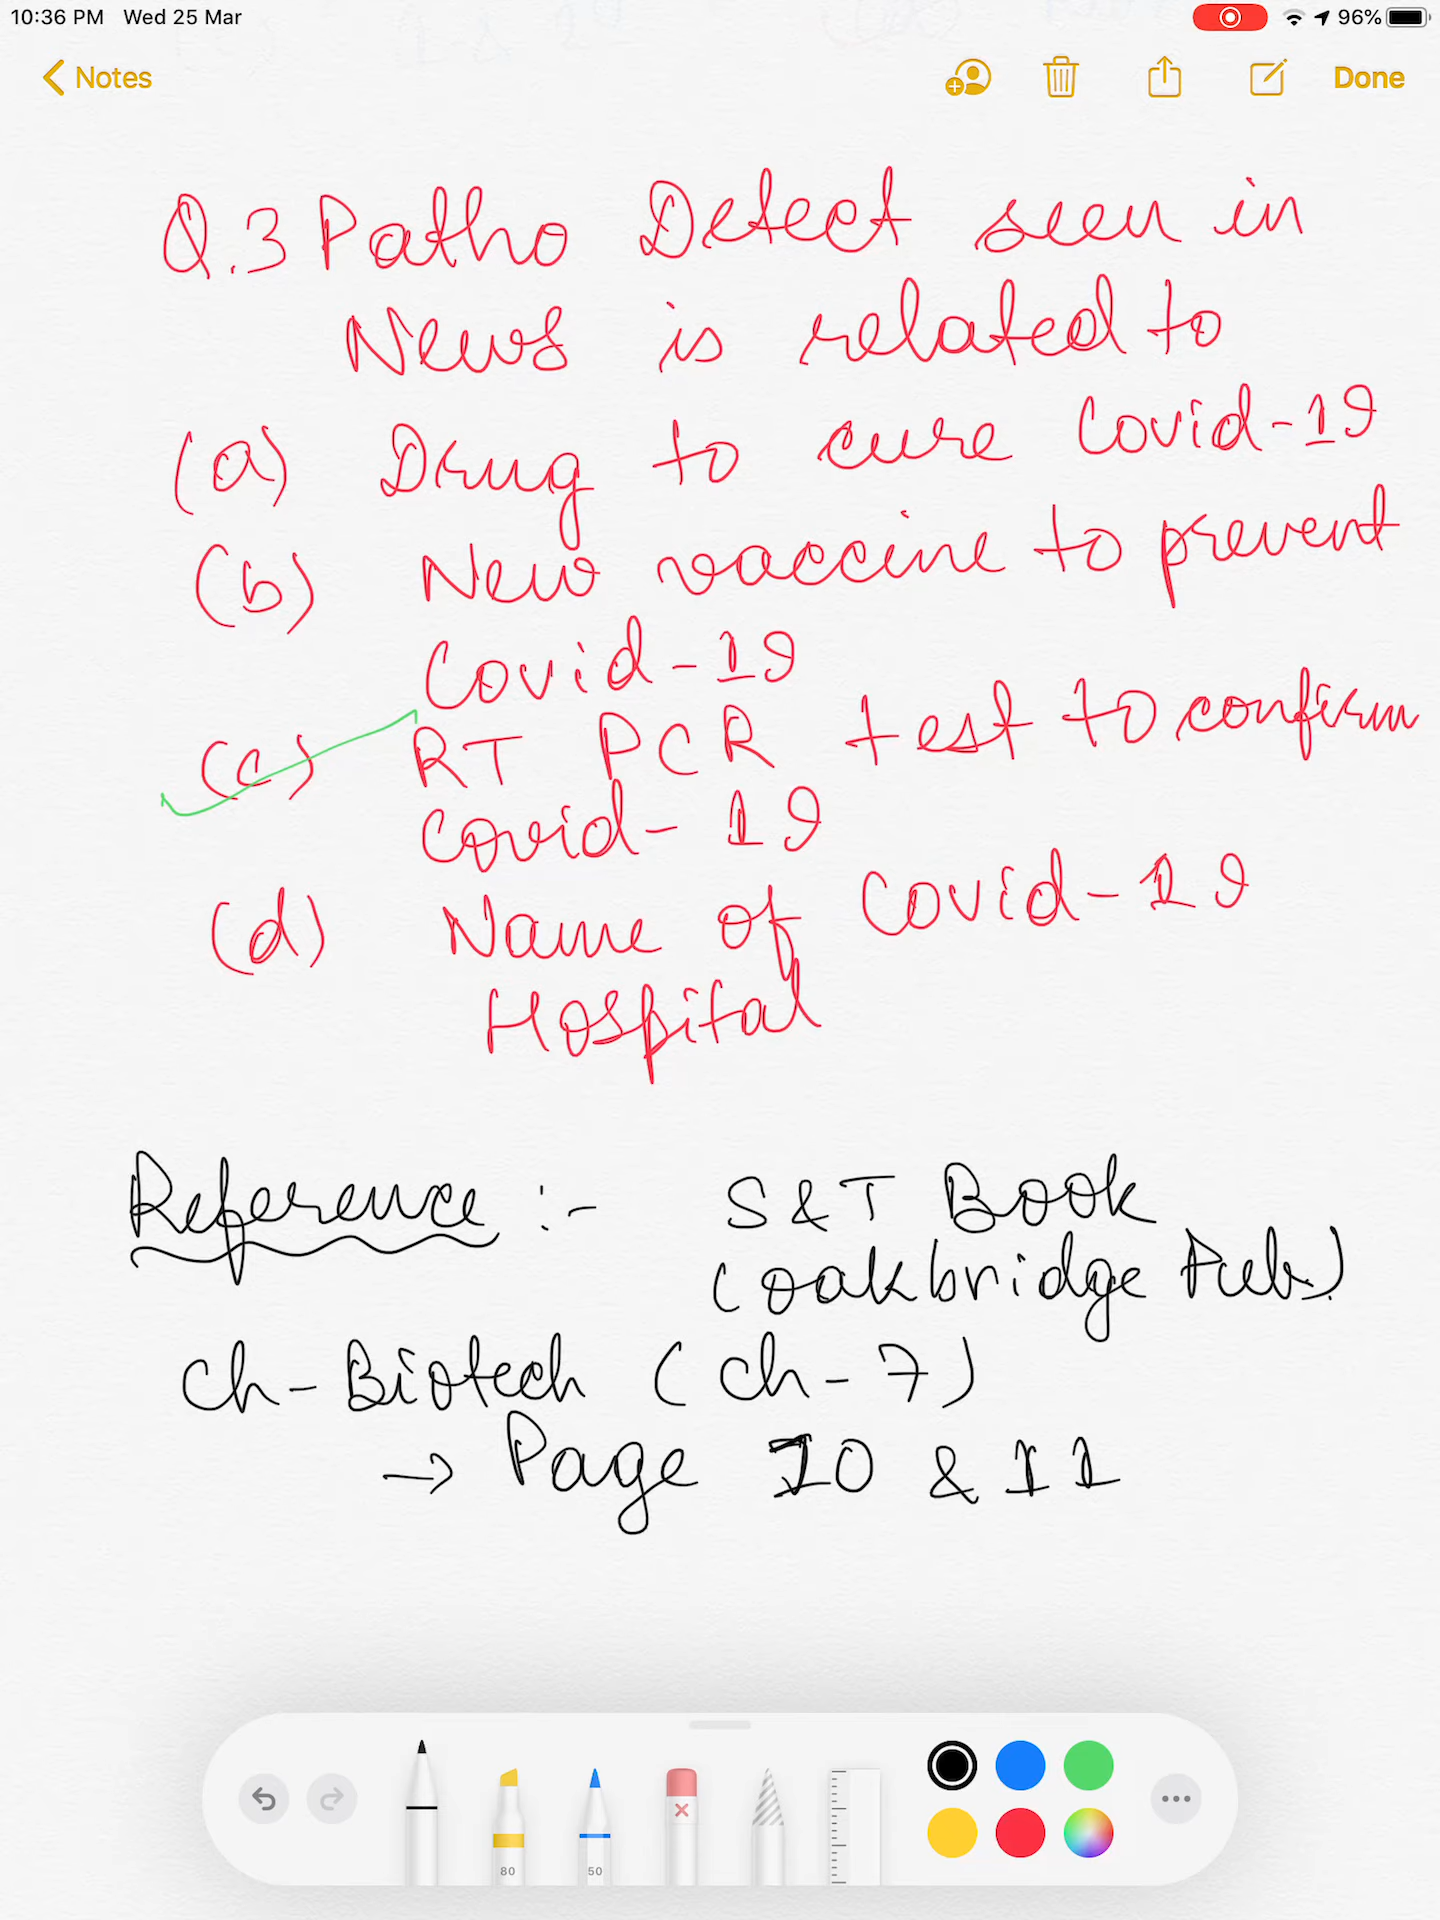 10:36 PM Wed 25 Mar 96%
Notes Done
Q.3 Patho Detect seen in
News is related to
(a) Drug to cure Covid-19
(b) New vaccine to prevent
Covid-19
(c) RT PCR test to confirm
Covid-19
(d) Name of Covid-19
Hospital
Reference :- S&T Book
(oakbridge Pub.)
Ch-Biotech (Ch-7)
→ Page 10 & 11
80 50